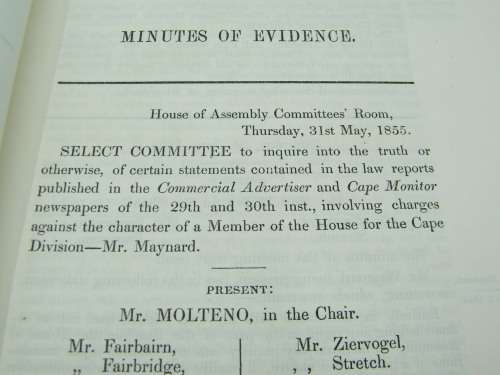 MINUTES OF EVIDENCE.
House of Assembly Committees' Room,
Thursday, 31st May, 1855.
SELECT COMMITTEE to inquire into the truth or
otherwise, of certain statements contained in the law reports
published in the Commercial Advertiser and Cape Monitor
newspapers of the 29th and 30th inst., involving charges
against the character of a Member of the House for the Cape
Division—Mr. Maynard.
PRESENT:
Mr. MOLTENO, in the Chair.
Mr. Fairbairn, Mr. Ziervogel,
„ Fairbridge, , , Stretch.